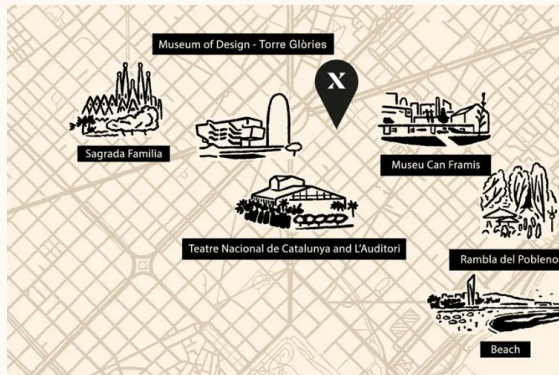 Museum of Design - Torre Glòries
X
Sagrada Familia
Museu Can Framis
Teatre Nacional de Catalunya and L'Auditori
Rambla del Pobleno
Beach